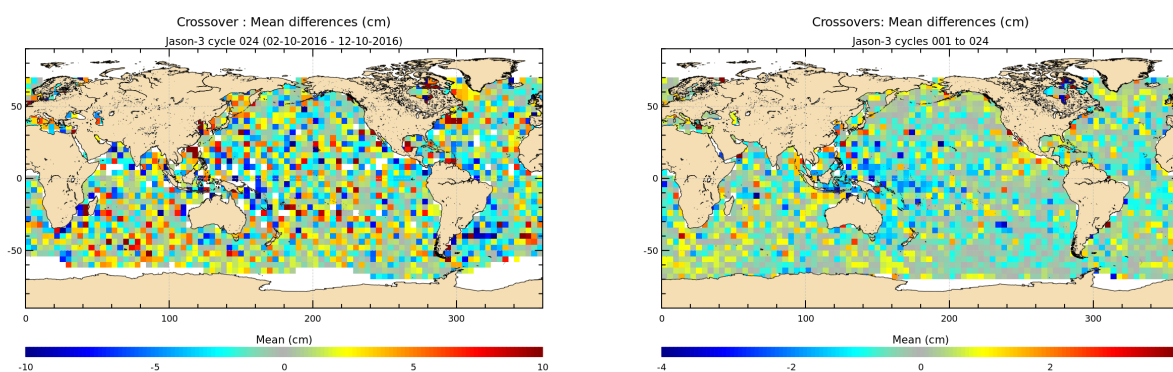 Crossover : Mean differences (cm)
Jason-3 cycle 024 (02-10-2016 - 12-10-2016)
50
0
-50
0 100 200 300
Mean (cm)
-10 -5 0 5 10
Crossovers: Mean differences (cm)
Jason-3 cycles 001 to 024
50
0
-50
0 100 200 300
Mean (cm)
-4 -2 0 2